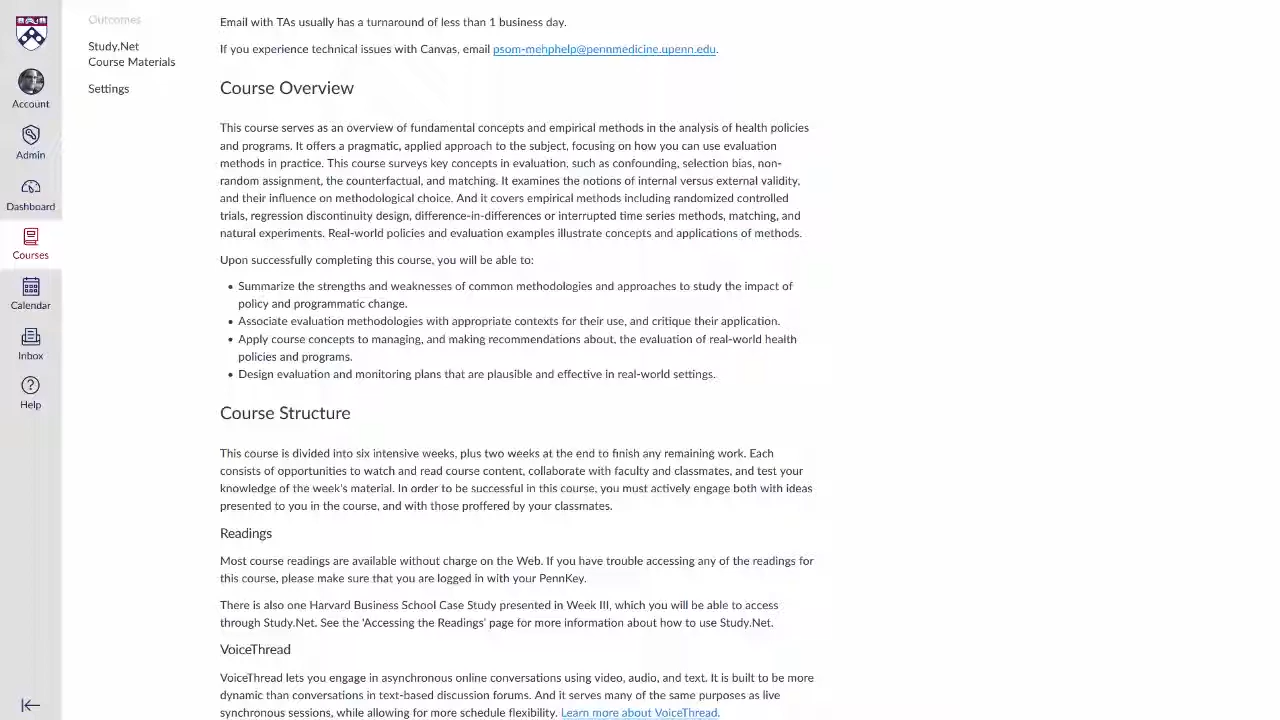 Outcomes
Study.Net
Course Materials
Settings
Account
Admin
Dashboard
Courses
Calendar
Inbox
Help
Email with TAs usually has a turnaround of less than 1 business day.
If you experience technical issues with Canvas, email psom-mehphelp@pennmedicine.upenn.edu.
Course Overview
This course serves as an overview of fundamental concepts and empirical methods in the analysis of health policies
and programs. It offers a pragmatic, applied approach to the subject, focusing on how you can use evaluation
methods in practice. This course surveys key concepts in evaluation, such as confounding, selection bias, non-
random assignment, the counterfactual, and matching. It examines the notions of internal versus external validity,
and their influence on methodological choice. And it covers empirical methods including randomized controlled
trials, regression discontinuity design, difference-in-differences or interrupted time series methods, matching, and
natural experiments. Real-world policies and evaluation examples illustrate concepts and applications of methods.
Upon successfully completing this course, you will be able to:
• Summarize the strengths and weaknesses of common methodologies and approaches to study the impact of
policy and programmatic change.
• Associate evaluation methodologies with appropriate contexts for their use, and critique their application.
• Apply course concepts to managing, and making recommendations about, the evaluation of real-world health
policies and programs.
• Design evaluation and monitoring plans that are plausible and effective in real-world settings.
Course Structure
This course is divided into six intensive weeks, plus two weeks at the end to finish any remaining work. Each
consists of opportunities to watch and read course content, collaborate with faculty and classmates, and test your
knowledge of the week's material. In order to be successful in this course, you must actively engage both with ideas
presented to you in the course, and with those proffered by your classmates.
Readings
Most course readings are available without charge on the Web. If you have trouble accessing any of the readings for
this course, please make sure that you are logged in with your PennKey.
There is also one Harvard Business School Case Study presented in Week III, which you will be able to access
through Study.Net. See the 'Accessing the Readings' page for more information about how to use Study.Net.
VoiceThread
VoiceThread lets you engage in asynchronous online conversations using video, audio, and text. It is built to be more
dynamic than conversations in text-based discussion forums. And it serves many of the same purposes as live
synchronous sessions, while allowing for more schedule flexibility. Learn more about VoiceThread.